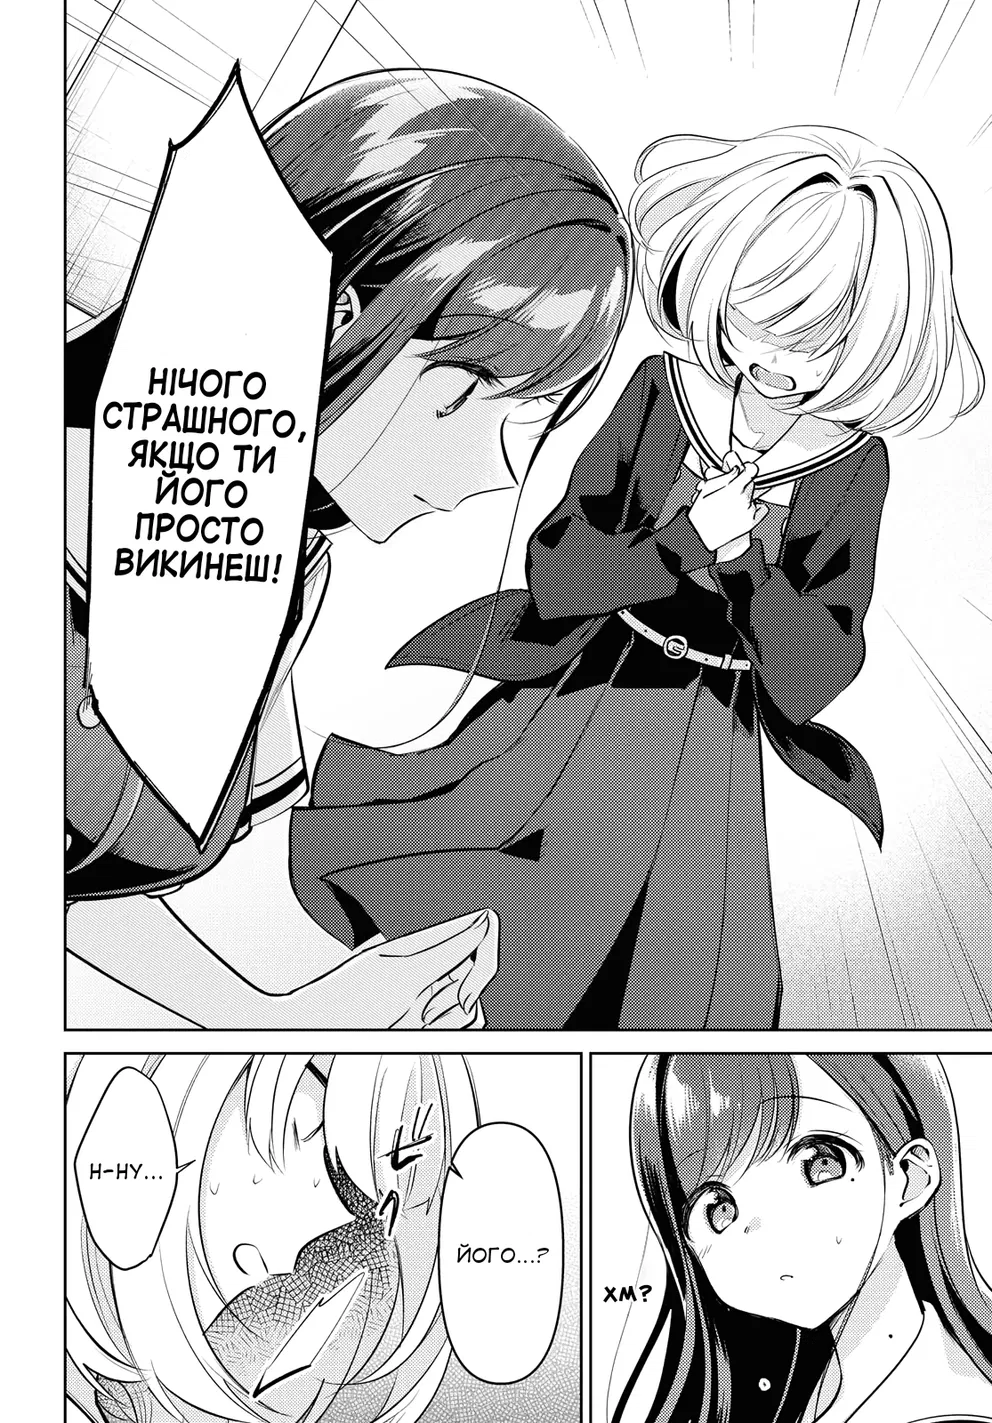 НІЧОГО
СТРАШНОГО,
ЯКЩО ТИ
ЙОГО
ПРОСТО
ВИКИНЕШ!
Н-НУ...
ЙОГО...?
ХМ?